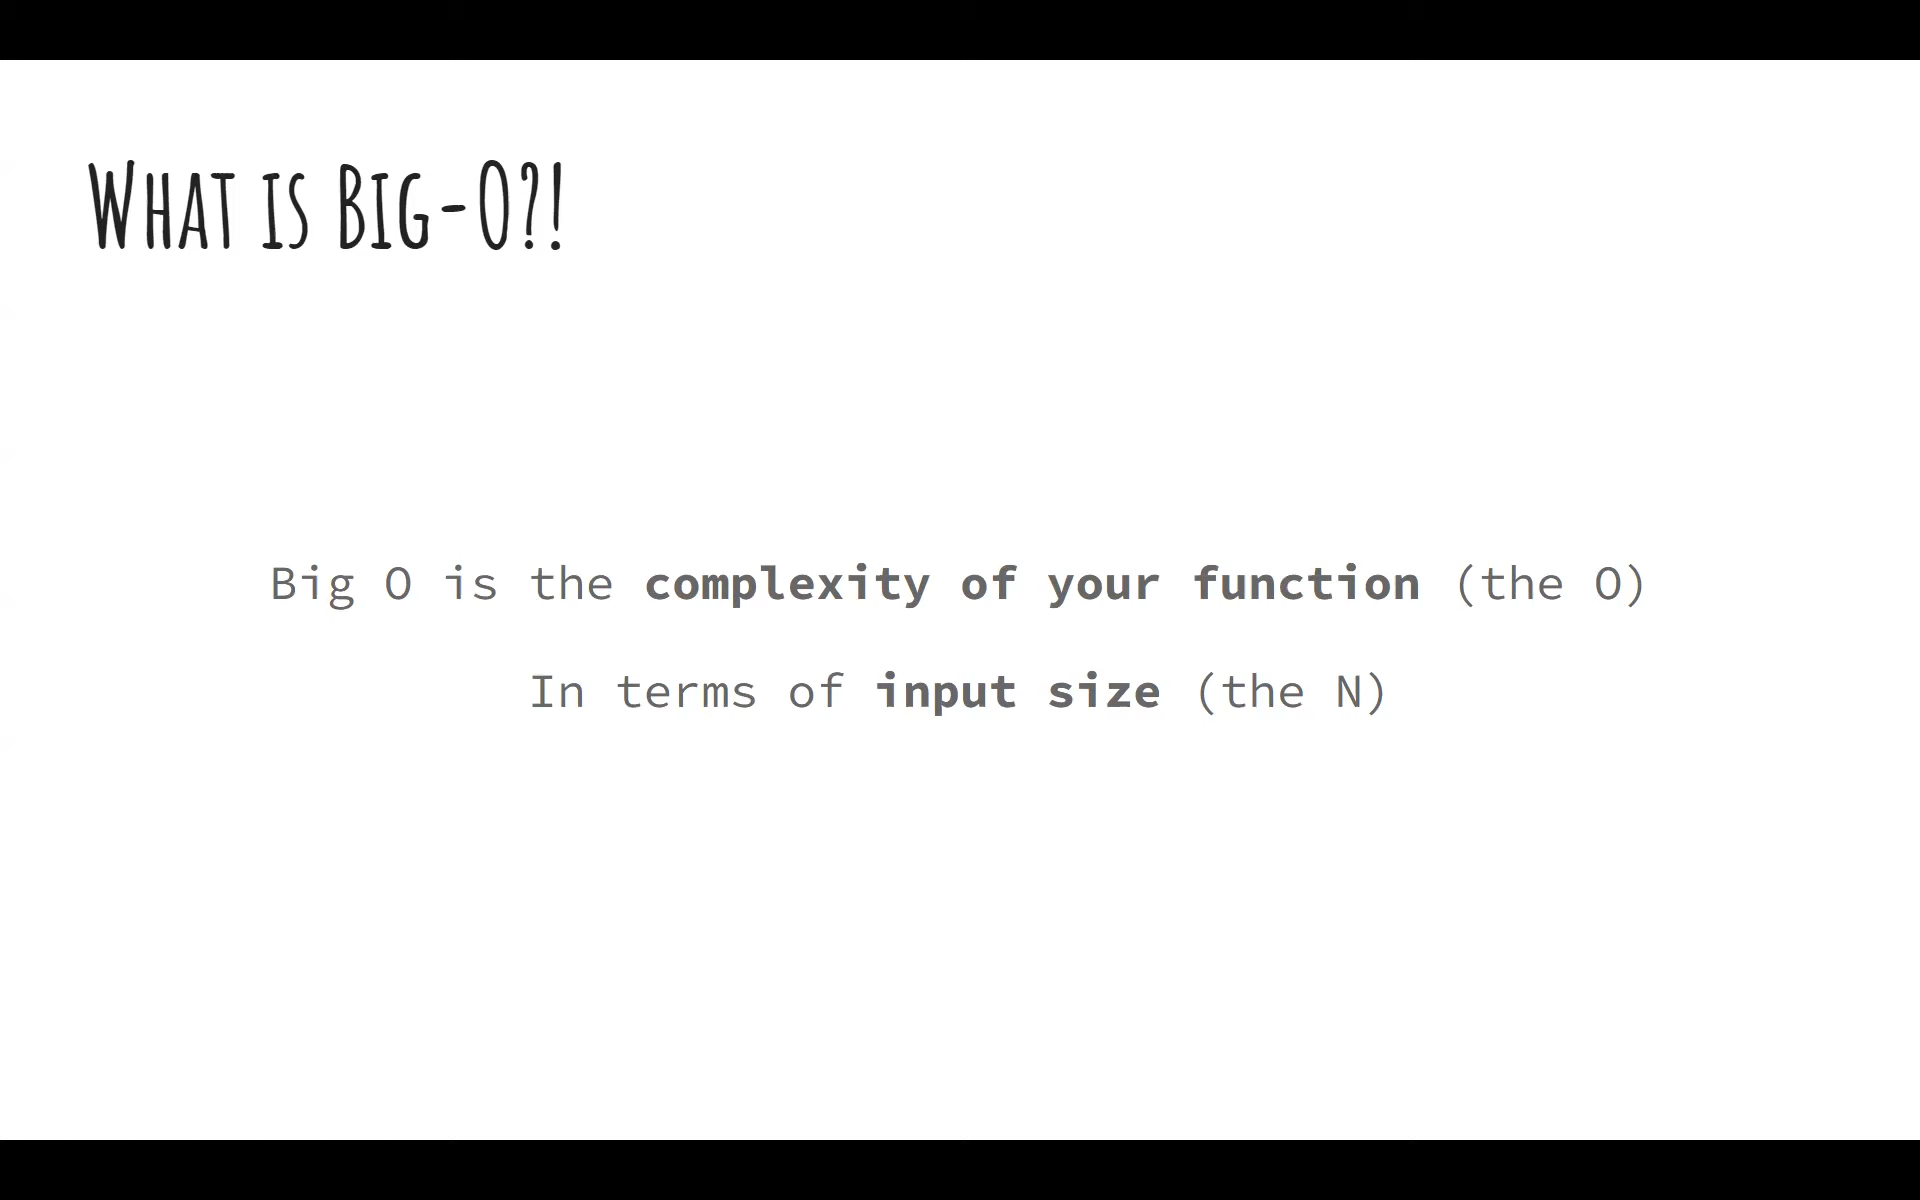 What is Big-O?!
Big O is the complexity of your function (the O)
In terms of input size (the N)